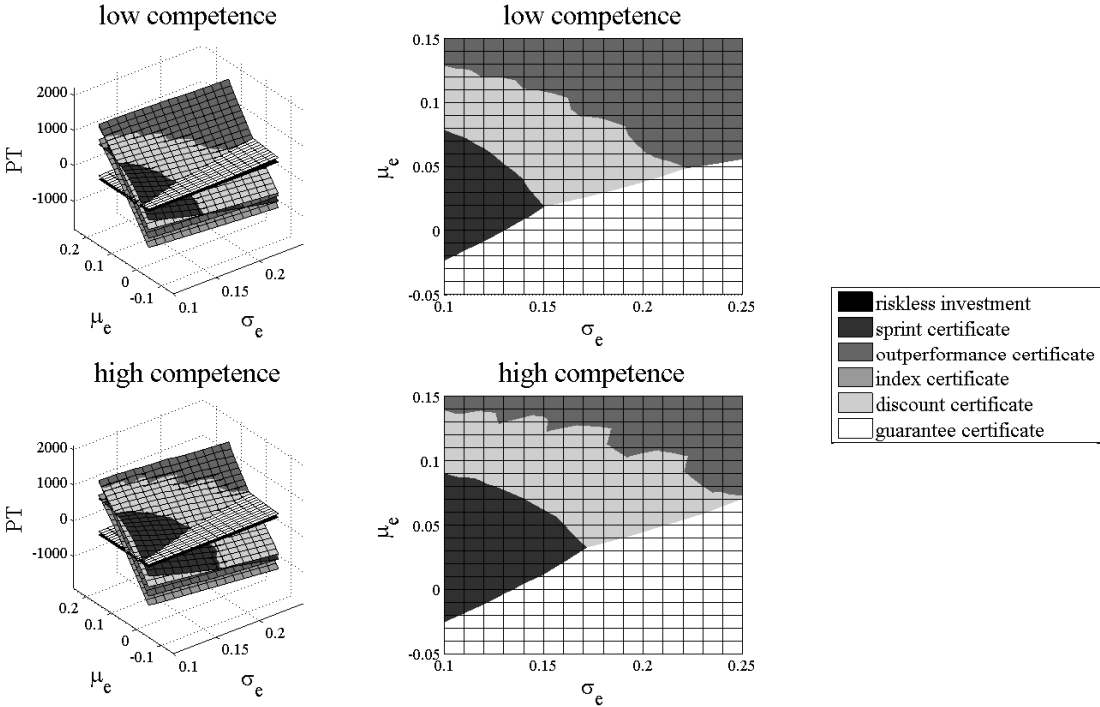 low competence
low competence
PT
2000
1000
0
-1000
0.2
0.1
0
-0.1
0.1
0.15
0.2
μe
σe
μe
0.15
0.1
0.05
0
-0.05
0.1
0.15
0.2
0.25
σe
high competence
high competence
PT
2000
1000
0
-1000
0.2
0.1
0
-0.1
0.1
0.15
0.2
μe
σe
μe
0.15
0.1
0.05
0
-0.05
0.1
0.15
0.2
0.25
σe
riskless investment
sprint certificate
outperformance certificate
index certificate
discount certificate
guarantee certificate